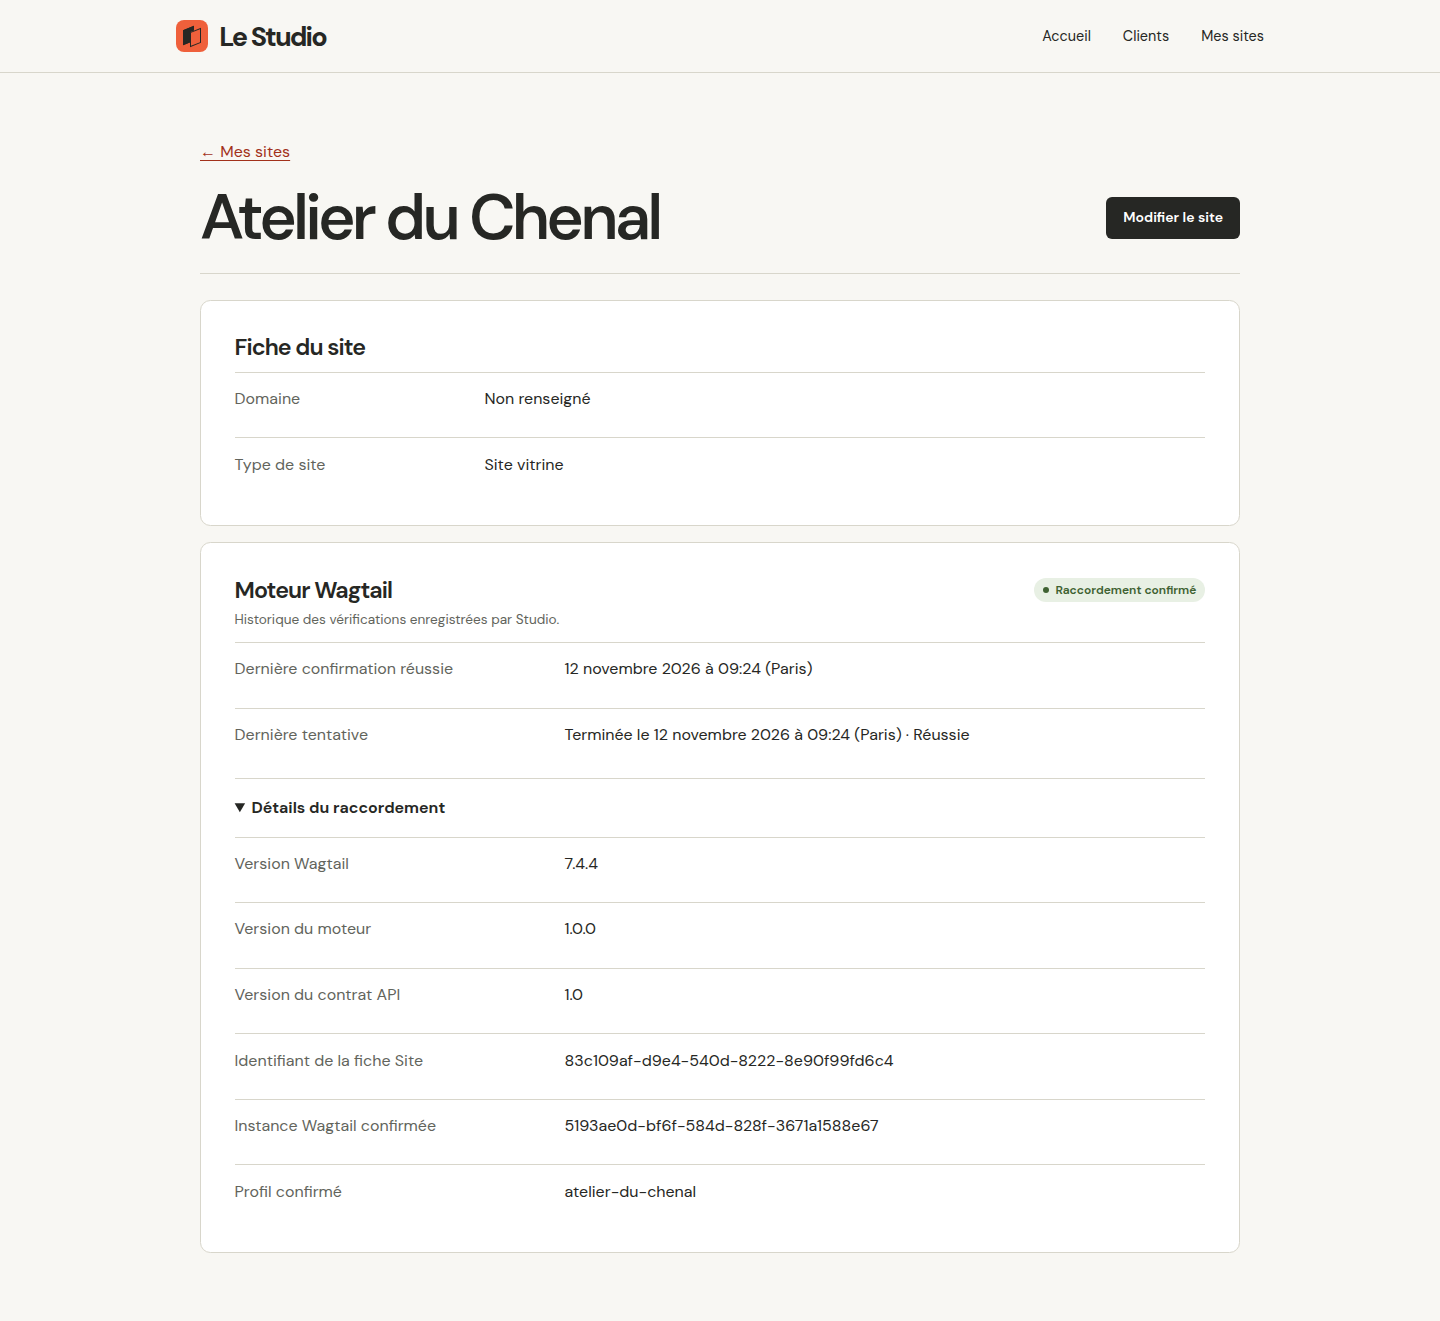 Le Studio
Accueil
Clients
Mes sites
← Mes sites
Atelier du Chenal
Modifier le site
Fiche du site
Domaine
Non renseigné
Type de site
Site vitrine
Moteur Wagtail
Raccordement confirmé
Historique des vérifications enregistrées par Studio.
Dernière confirmation réussie
12 novembre 2026 à 09:24 (Paris)
Dernière tentative
Terminée le 12 novembre 2026 à 09:24 (Paris) · Réussie
▼ Détails du raccordement
Version Wagtail
7.4.4
Version du moteur
1.0.0
Version du contrat API
1.0
Identifiant de la fiche Site
83c109af-d9e4-540d-8222-8e90f99fd6c4
Instance Wagtail confirmée
5193ae0d-bf6f-584d-828f-3671a1588e67
Profil confirmé
atelier-du-chenal